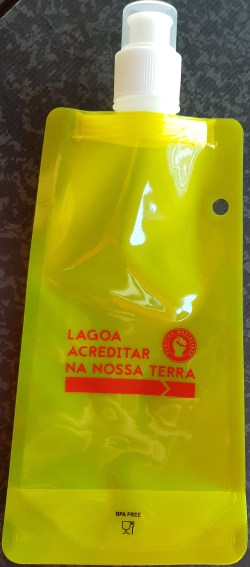 LAGOA
ACREDITAR
NA NOSSA TERRA
BPA FREE